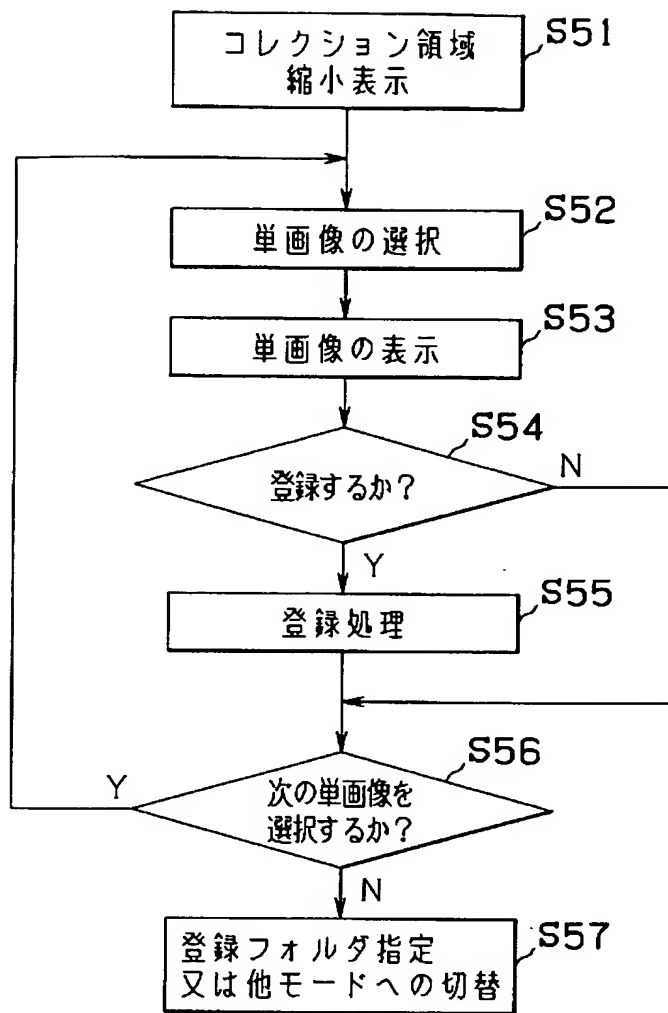 S51
コレクション領域
縮小表示
S52
単画像の選択
S53
単画像の表示
S54
登録するか?
N
Y
S55
登録処理
S56
Y
次の単画像を
選択するか?
N
S57
登録フォルダ指定
又は他モードへの切替